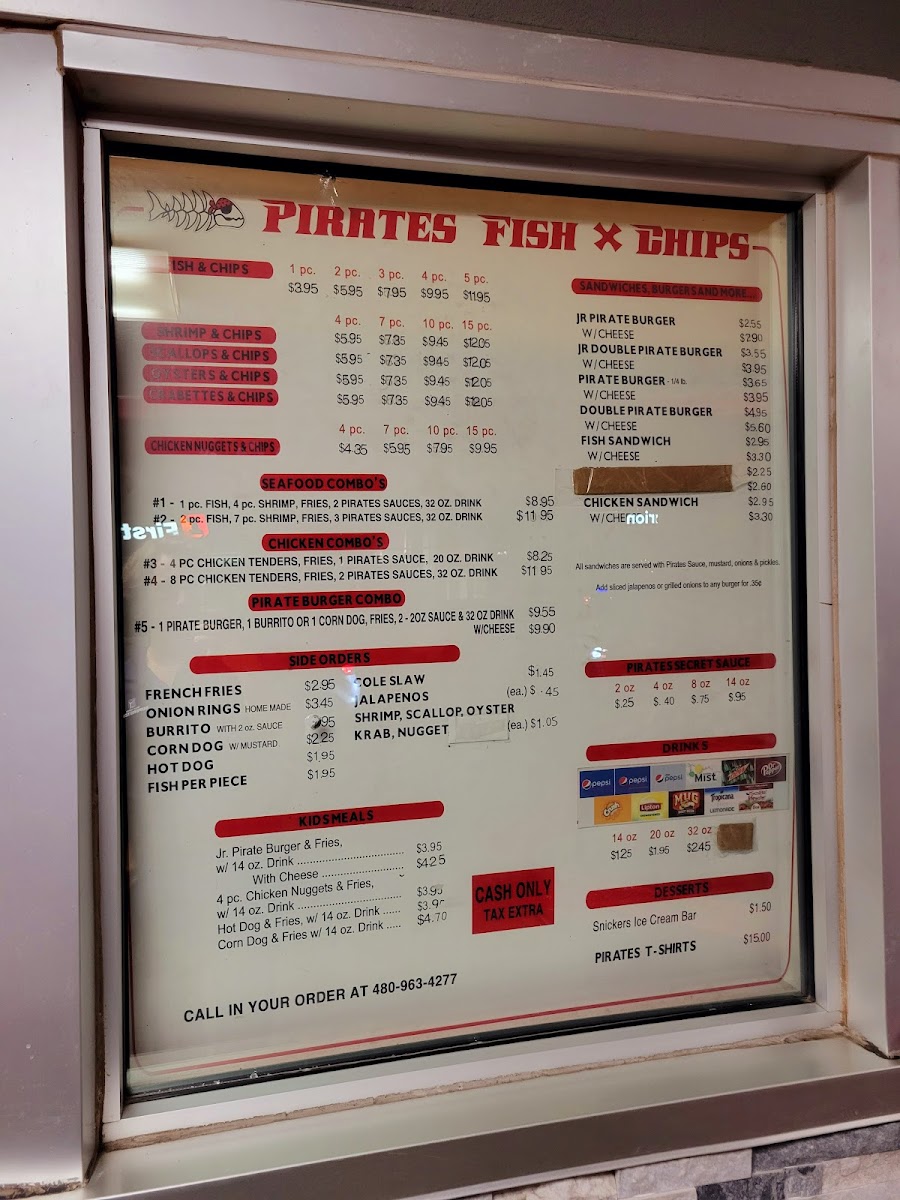 PIRATES FISH X CHIPS
ISH & CHIPS
1 pc. 2 pc. 3 pc. 4 pc. 5 pc.
$3.95 $5.95 $7.95 $9.95 $11.95
4 pc. 7 pc. 10 pc. 15 pc.
SHRIMP & CHIPS $5.95 $7.35 $9.45 $12.05
SCALLOPS & CHIPS $5.95 $7.35 $9.45 $12.05
OYSTERS & CHIPS $5.95 $7.35 $9.45 $12.05
CRABETTES & CHIPS $5.95 $7.35 $9.45 $12.05
4 pc. 7 pc. 10 pc. 15 pc.
CHICKEN NUGGETS & CHIPS $4.35 $5.95 $7.95 $9.95
SEAFOOD COMBO'S
#1 - 1 pc. FISH, 4 pc. SHRIMP, FRIES, 2 PIRATES SAUCES, 32 OZ. DRINK $8.95
#2 - 2 pc. FISH, 7 pc. SHRIMP, FRIES, 3 PIRATES SAUCES, 32 OZ. DRINK $11.95
CHICKEN COMBO'S
#3 - 4 PC CHICKEN TENDERS, FRIES, 1 PIRATES SAUCE, 20 OZ. DRINK $8.25
#4 - 8 PC CHICKEN TENDERS, FRIES, 2 PIRATES SAUCES, 32 OZ. DRINK $11.95
PIRATE BURGER COMBO
#5 - 1 PIRATE BURGER, 1 BURRITO OR 1 CORN DOG, FRIES, 2 - 2OZ SAUCE & 32 OZ DRINK $9.55
W/CHEESE $9.90
SIDE ORDERS
FRENCH FRIES $2.95
ONION RINGS HOME MADE $3.45
BURRITO WITH 2 oz. SAUCE .95
CORN DOG W/ MUSTARD $2.25
HOT DOG $1.95
FISH PER PIECE $1.95
COLE SLAW $1.45
JALAPENOS (ea.) $ .45
SHRIMP, SCALLOP, OYSTER
KRAB, NUGGET (ea.) $1.05
KIDS MEALS
Jr. Pirate Burger & Fries,
w/ 14 oz. Drink ................................ $3.95
With Cheese ........................ $4.25
4 pc. Chicken Nuggets & Fries,
w/ 14 oz. Drink ................................ $3.95
Hot Dog & Fries, w/ 14 oz. Drink ..... $3.95
Corn Dog & Fries w/ 14 oz. Drink ..... $4.70
CASH ONLY
TAX EXTRA
CALL IN YOUR ORDER AT 480-963-4277
SANDWICHES, BURGERS AND MORE...
JR PIRATE BURGER $2.55
W/CHEESE $2.90
JR DOUBLE PIRATE BURGER $3.55
W/CHEESE $3.95
PIRATE BURGER - 1/4 lb. $3.65
W/CHEESE $3.95
DOUBLE PIRATE BURGER $4.95
W/CHEESE $5.60
FISH SANDWICH $2.95
W/CHEESE $3.30
$2.25
$2.60
CHICKEN SANDWICH $2.95
W/CHE $3.30
All sandwiches are served with Pirates Sauce, mustard, onions & pickles.
Add sliced jalapenos or grilled onions to any burger for .35¢
PIRATES SECRET SAUCE
2 oz 4 oz 8 oz 14 oz
$.25 $.40 $.75 $.95
DRINKS
pepsi pepsi pepsi Mist Dr Pepper
Crush Lipton MUG Tropicana LEMONADE
14 oz 20 oz 32 oz
$1.25 $1.95 $2.45
DESSERTS
Snickers Ice Cream Bar $1.50
PIRATES T-SHIRTS $15.00